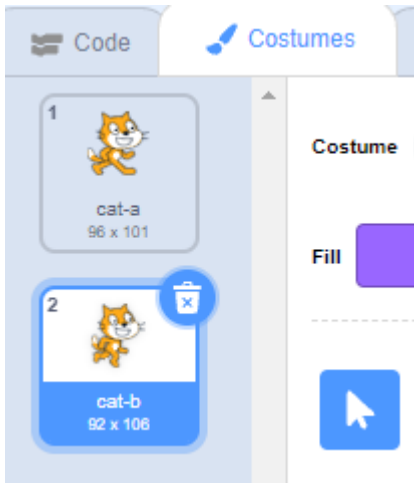 Code
Costumes
1
cat-a
96 x 101
2
cat-b
92 x 106
Costume
Fill